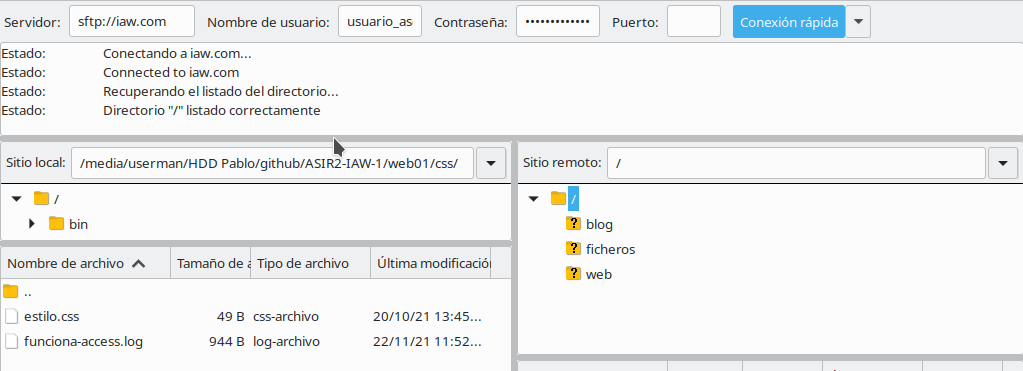 Servidor: sftp://iaw.com Nombre de usuario: usuario_as Contraseña: ••••••••••••• Puerto: Conexión rápida
Estado: Conectando a iaw.com...
Estado: Connected to iaw.com
Estado: Recuperando el listado del directorio...
Estado: Directorio "/" listado correctamente
Sitio local: /media/userman/HDD Pablo/github/ASIR2-IAW-1/web01/css/
/
bin
Nombre de archivo Tamaño de a Tipo de archivo Última modificació
..
estilo.css 49 B css-archivo 20/10/21 13:45...
funciona-access.log 944 B log-archivo 22/11/21 11:52...
Sitio remoto: /
/
blog
ficheros
web